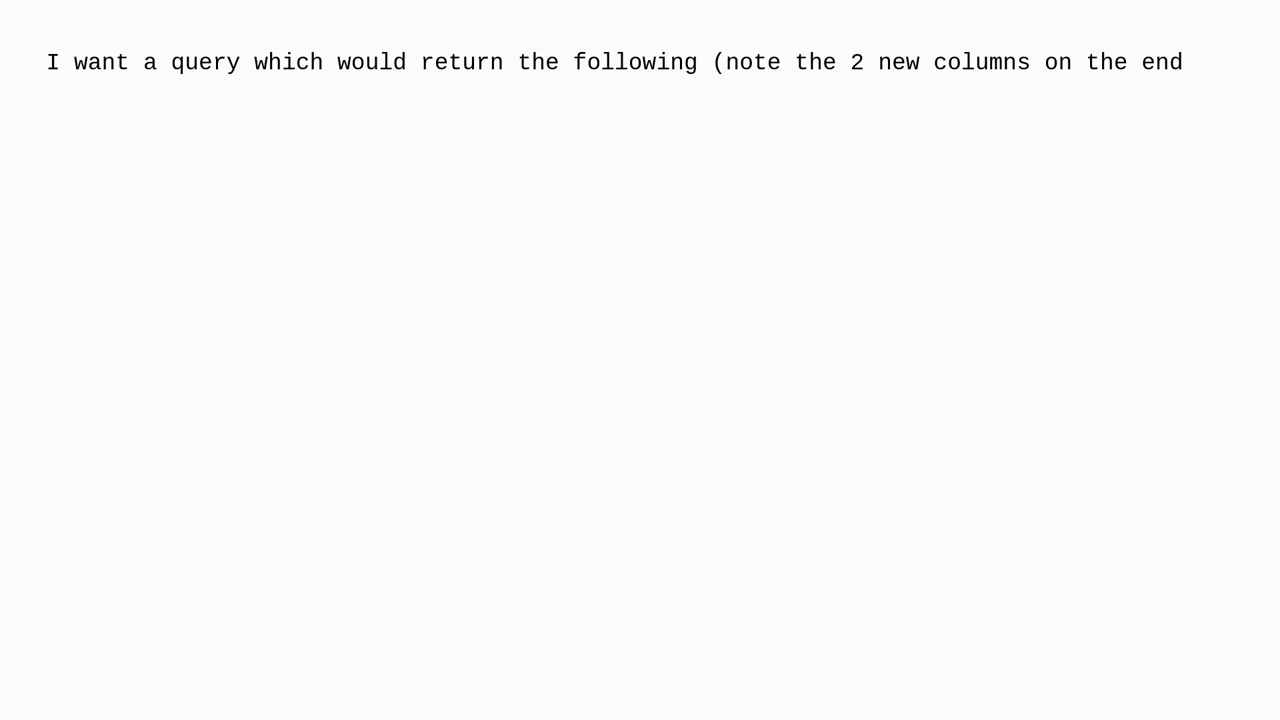 I want a query which would return the following (note the 2 new columns on the end